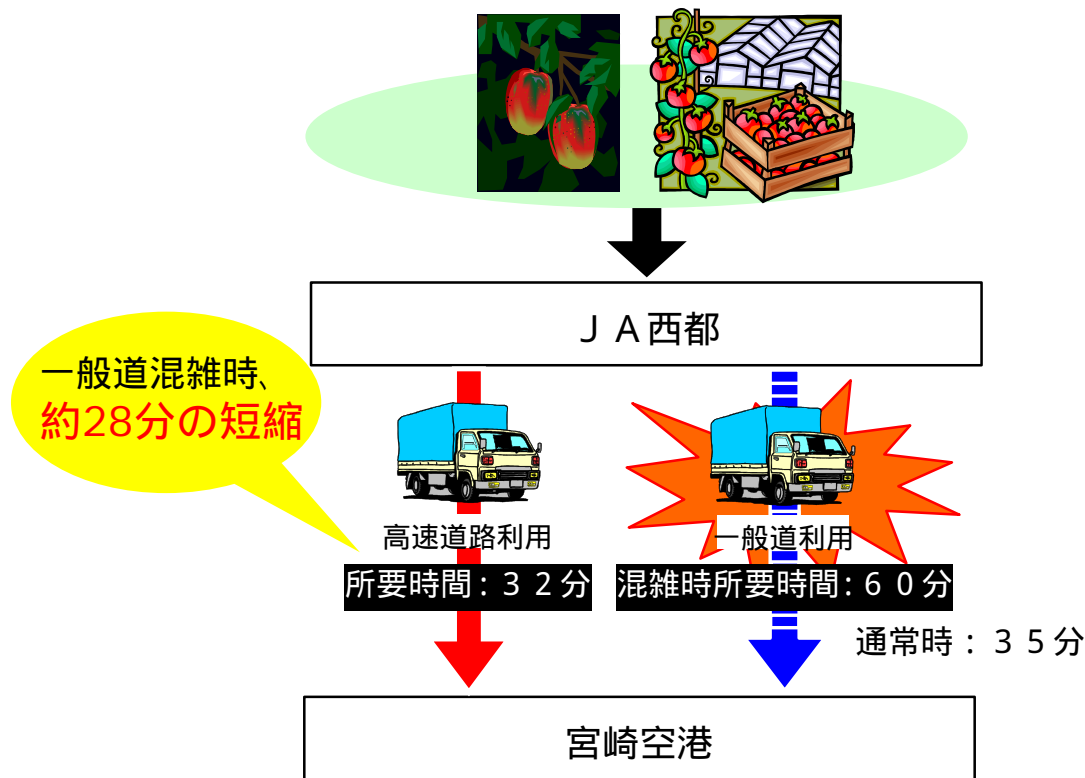 ＪＡ西都
一般道混雑時、
約28分の短縮
高速道路利用
一般道利用
所要時間：３２分
混雑時所要時間：６０分
通常時：３５分
宮崎空港